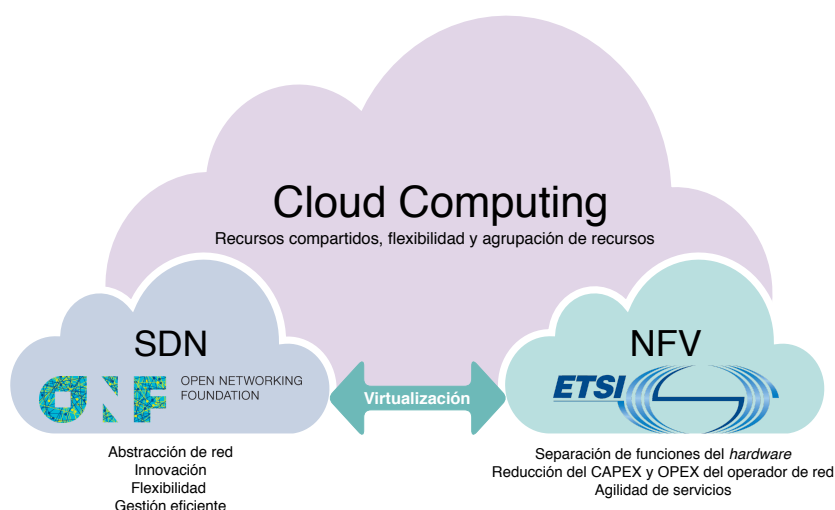 Cloud Computing
Recursos compartidos, flexibilidad y agrupación de recursos
SDN
ONF
OPEN NETWORKING
FOUNDATION
Abstracción de red
Innovación
Flexibilidad
Gestión eficiente
Virtualización
NFV
ETSI
Separación de funciones del hardware
Reducción del CAPEX y OPEX del operador de red
Agilidad de servicios